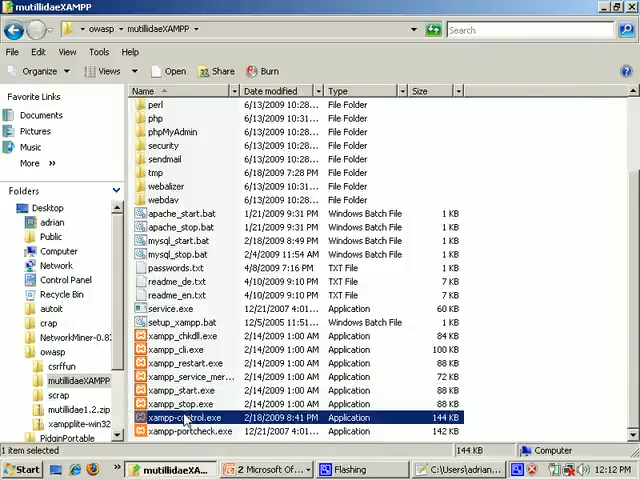 mutillidaeXAMPP
owasp
mutillidaeXAMPP
Search
File Edit View Tools Help
Organize Views Open Share Burn
Favorite Links
Documents
Pictures
Music
More »
Folders
Desktop
adrian
Public
Computer
Network
Control Panel
Recycle Bin
autoit
crap
NetworkMiner-0.8
owasp
csrffun
mutillidaeXAMPP
scrap
mutillidae1.2.zip
xampplite-win32
PidginPortable
Name Date modified Type Size
perl 6/13/2009 10:28... File Folder
php 6/13/2009 10:31... File Folder
phpMyAdmin 6/13/2009 10:28... File Folder
security 6/13/2009 10:28... File Folder
sendmail 6/13/2009 10:28... File Folder
tmp 6/18/2009 7:28 PM File Folder
webalizer 6/13/2009 10:31... File Folder
webdav 6/13/2009 10:28... File Folder
apache_start.bat 1/21/2009 9:31 PM Windows Batch File 1 KB
apache_stop.bat 1/21/2009 9:31 PM Windows Batch File 1 KB
mysql_start.bat 2/18/2009 8:49 PM Windows Batch File 1 KB
mysql_stop.bat 2/4/2009 11:54 AM Windows Batch File 1 KB
passwords.txt 4/8/2009 7:16 PM TXT File 1 KB
readme_de.txt 4/10/2009 9:10 PM TXT File 7 KB
readme_en.txt 4/10/2009 9:10 PM TXT File 7 KB
service.exe 12/21/2007 4:01... Application 60 KB
setup_xampp.bat 12/5/2005 11:51... Windows Batch File 1 KB
xampp_chkdll.exe 2/14/2009 1:00 AM Application 84 KB
xampp_cli.exe 2/14/2009 1:00 AM Application 100 KB
xampp_restart.exe 2/14/2009 1:00 AM Application 88 KB
xampp_service_mer... 2/14/2009 1:00 AM Application 72 KB
xampp_start.exe 2/14/2009 1:00 AM Application 88 KB
xampp_stop.exe 2/14/2009 1:00 AM Application 88 KB
xampp-control.exe 2/18/2009 8:41 PM Application 144 KB
xampp-portcheck.exe 12/21/2007 4:01... Application 142 KB
1 item selected 144 KB Computer
Start » mutillidaeXA... 2 Microsoft Of... Flashing C:\Users\adrian... 12:12 PM